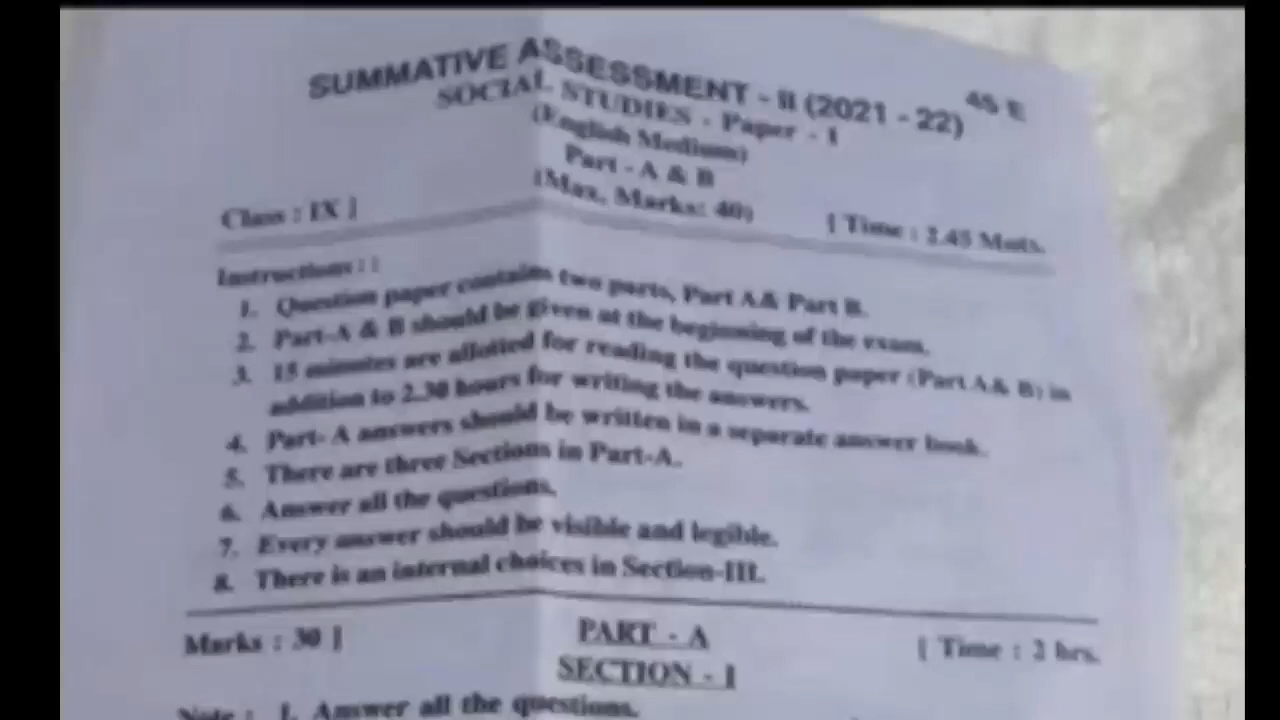 45 E
SUMMATIVE ASSESSMENT - II (2021 - 22)
SOCIAL STUDIES - Paper - I
(English Medium)
Part - A & B
(Max. Marks: 40)
Class : IX ]
[ Time : 2.45 Mnts.
Instructions : :
1. Question paper contains two parts, Part A& Part B.
2. Part-A & B should be given at the beginning of the exam.
3. 15 minutes are allotted for reading the question paper (Part A& B) in
addition to 2.30 hours for writing the answers.
4. Part- A answers should be written in a separate answer book.
5. There are three Sections in Part-A.
6. Answer all the questions.
7. Every answer should be visible and legible.
8. There is an internal choices in Section-III.
Marks : 30 ]
PART - A
[ Time : 2 hrs.
SECTION - I
Note : 1. Answer all the questions.